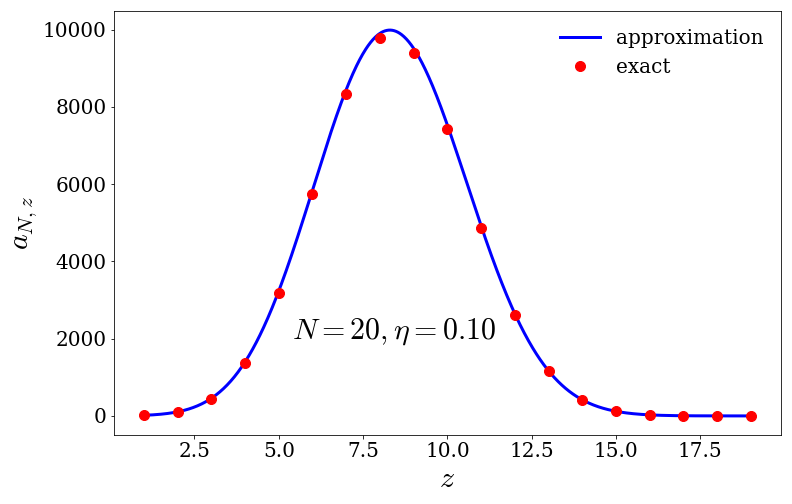 10000
8000
6000
4000
2000
0
a_{N, z}
approximation
exact
N = 20, η = 0.10
2.5 5.0 7.5 10.0 12.5 15.0 17.5
z